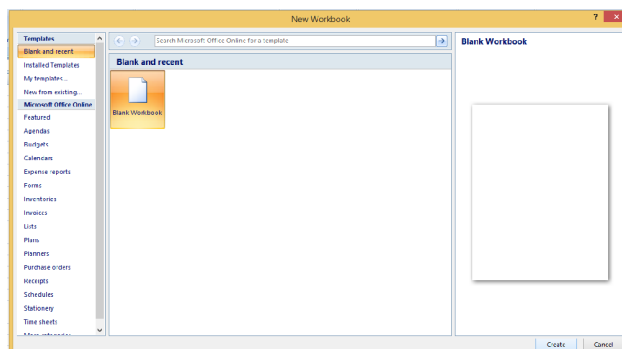 New Workbook
?
Templates
Blank and recent
Installed Templates
My templates...
New from existing...
Microsoft Office Online
Featured
Agendas
Budgets
Calendars
Expense reports
Forms
Inventories
Invoices
Lists
Plans
Planners
Purchase orders
Receipts
Schedules
Stationery
Time sheets
Search Microsoft Office Online for a template
Blank and recent
Blank Workbook
Blank Workbook
Create
Cancel